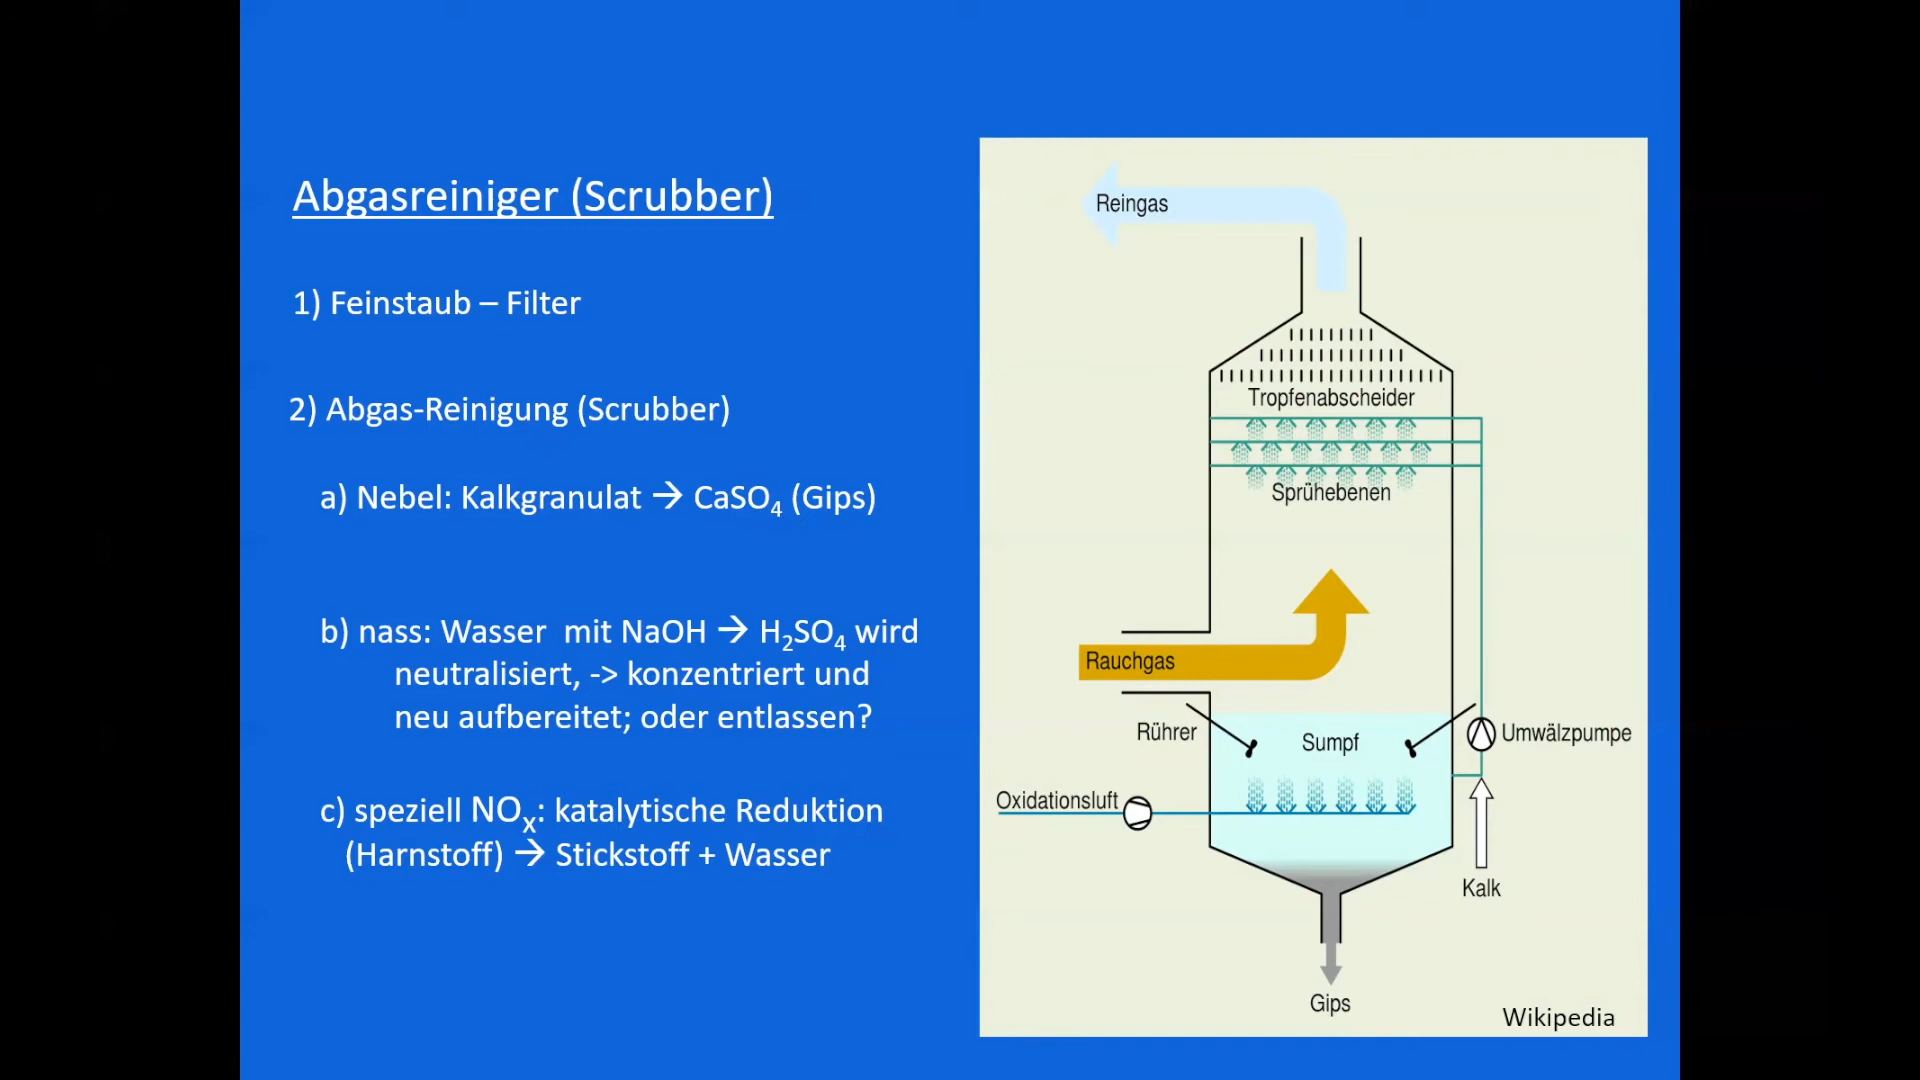 Abgasreiniger (Scrubber)
1) Feinstaub – Filter
2) Abgas-Reinigung (Scrubber)
a) Nebel: Kalkgranulat → CaSO₄ (Gips)
b) nass: Wasser  mit NaOH → H₂SO₄ wird
neutralisiert, -> konzentriert und
neu aufbereitet; oder entlassen?
c) speziell NOₓ: katalytische Reduktion
(Harnstoff) → Stickstoff + Wasser
Reingas
Tropfenabscheider
Sprühebenen
Rauchgas
Rührer
Sumpf
Umwälzpumpe
Oxidationsluft
Kalk
Gips
Wikipedia